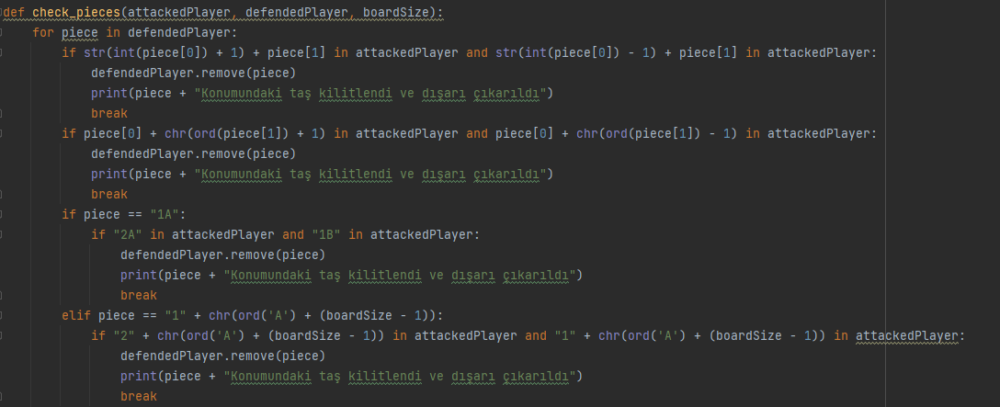 def check_pieces(attackedPlayer, defendedPlayer, boardSize):
    for piece in defendedPlayer:
        if str(int(piece[0]) + 1) + piece[1] in attackedPlayer and str(int(piece[0]) - 1) + piece[1] in attackedPlayer:
            defendedPlayer.remove(piece)
            print(piece + "Konumundaki taş kilitlendi ve dışarı çıkarıldı")
            break
        if piece[0] + chr(ord(piece[1]) + 1) in attackedPlayer and piece[0] + chr(ord(piece[1]) - 1) in attackedPlayer:
            defendedPlayer.remove(piece)
            print(piece + "Konumundaki taş kilitlendi ve dışarı çıkarıldı")
            break
        if piece == "1A":
            if "2A" in attackedPlayer and "1B" in attackedPlayer:
                defendedPlayer.remove(piece)
                print(piece + "Konumundaki taş kilitlendi ve dışarı çıkarıldı")
                break
        elif piece == "1" + chr(ord('A') + (boardSize - 1)):
            if "2" + chr(ord('A') + (boardSize - 1)) in attackedPlayer and "1" + chr(ord('A') + (boardSize - 1)) in attackedPlayer:
                defendedPlayer.remove(piece)
                print(piece + "Konumundaki taş kilitlendi ve dışarı çıkarıldı")
                break